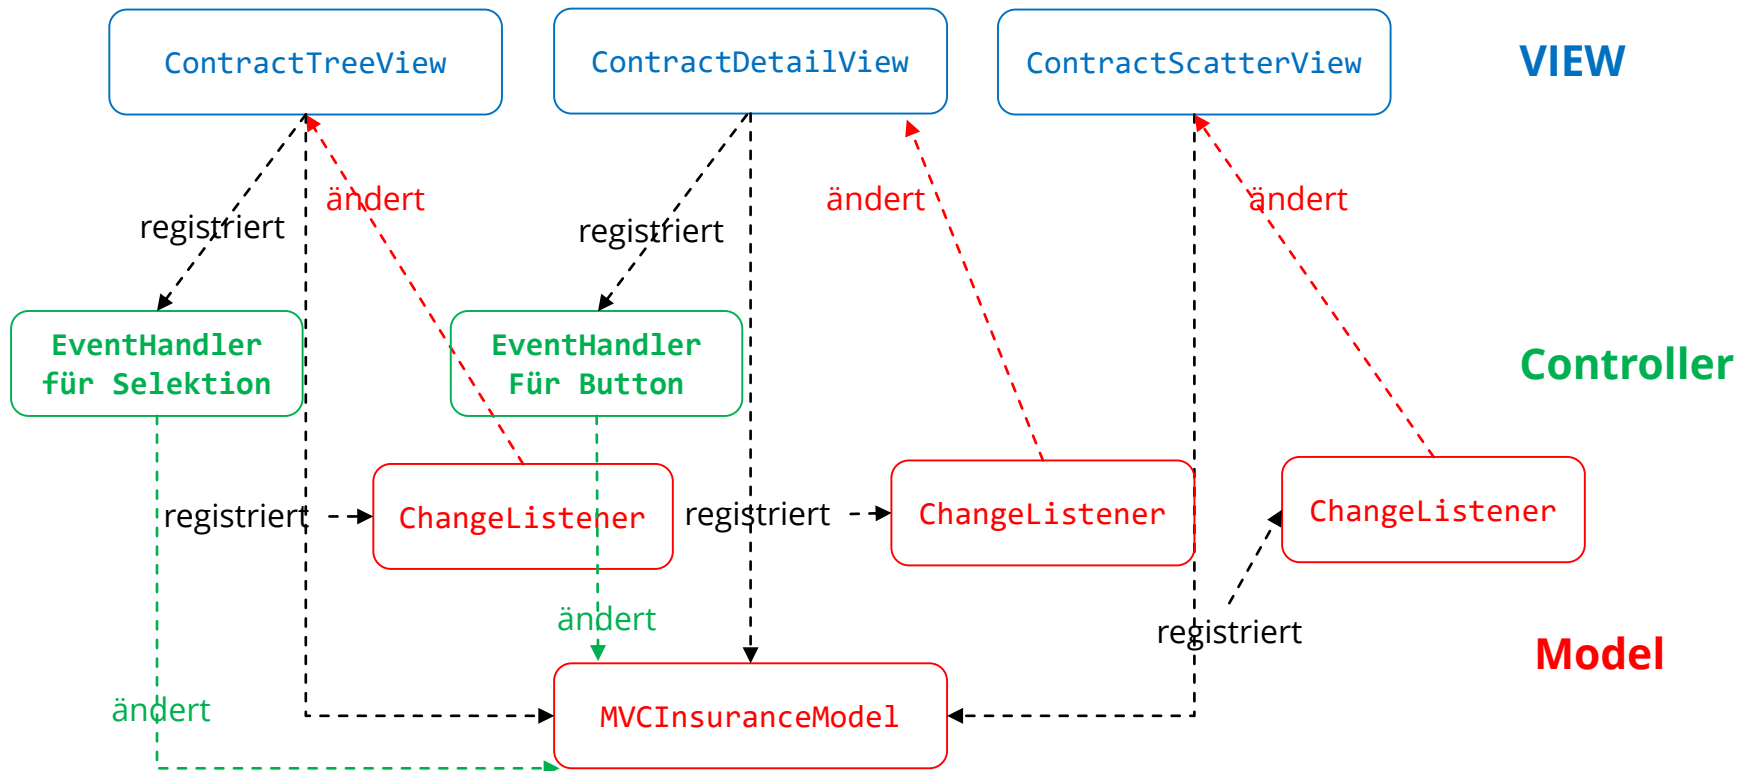 ContractTreeView
ContractDetailView
ContractScatterView
VIEW
ändert
ändert
ändert
registriert
registriert
EventHandler
für Selektion
EventHandler
Für Button
Controller
registriert
ChangeListener
registriert
ChangeListener
ChangeListener
ändert
registriert
Model
ändert
MVCInsuranceModel